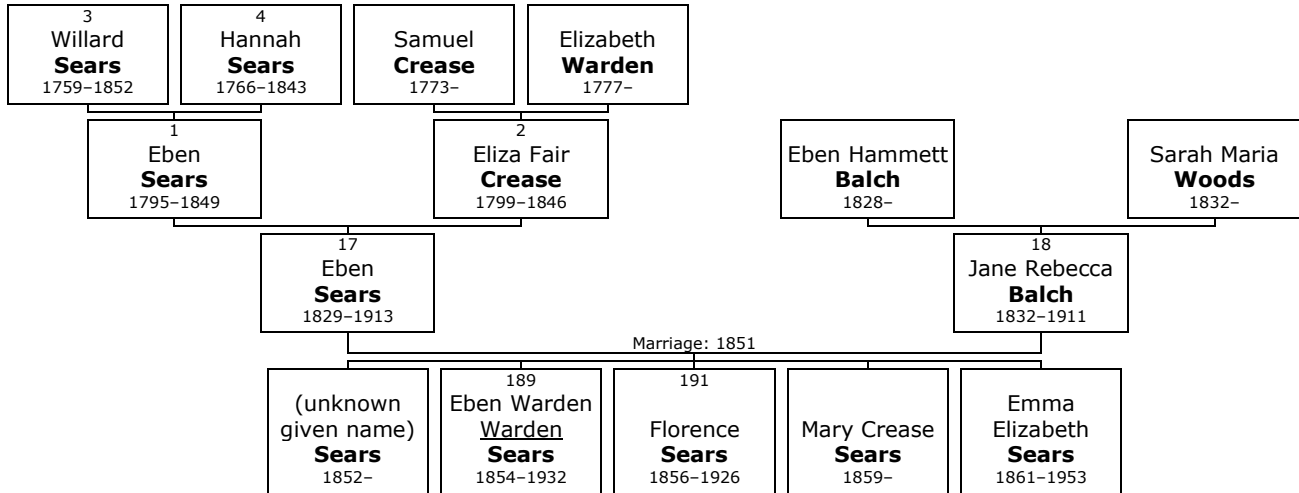 3
Willard
Sears
1759–1852
4
Hannah
Sears
1766–1843
Samuel
Crease
1773–
Elizabeth
Warden
1777–
1
Eben
Sears
1795–1849
2
Eliza Fair
Crease
1799–1846
Eben Hammett
Balch
1828–
Sarah Maria
Woods
1832–
17
Eben
Sears
1829–1913
18
Jane Rebecca
Balch
1832–1911
Marriage: 1851
(unknown
given name)
Sears
1852–
189
Eben Warden
Warden
Sears
1854–1932
191
Florence
Sears
1856–1926
Mary Crease
Sears
1859–
Emma
Elizabeth
Sears
1861–1953